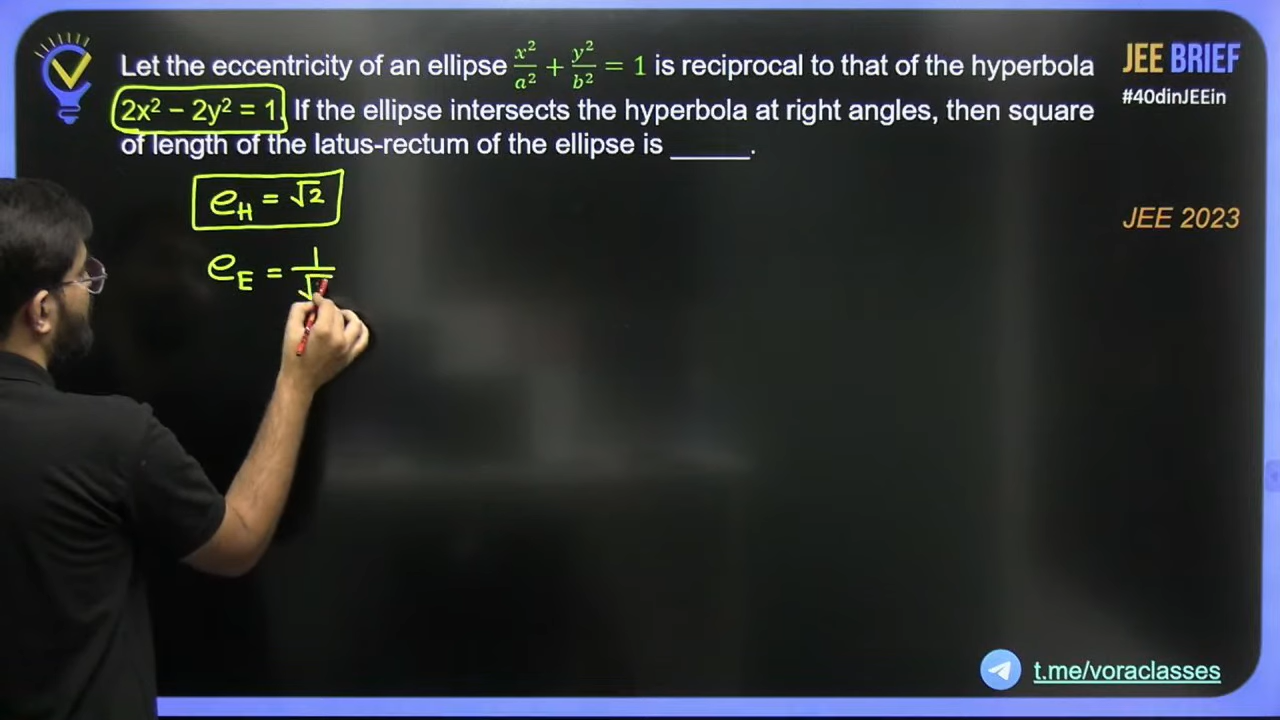 Let the eccentricity of an ellipse x²/a² + y²/b² = 1 is reciprocal to that of the hyperbola
2x² − 2y² = 1. If the ellipse intersects the hyperbola at right angles, then square
of length of the latus-rectum of the ellipse is _____.
JEE BRIEF
#40dinJEEin
JEE 2023
e_H = √2
e_E = 1/√
t.me/voraclasses